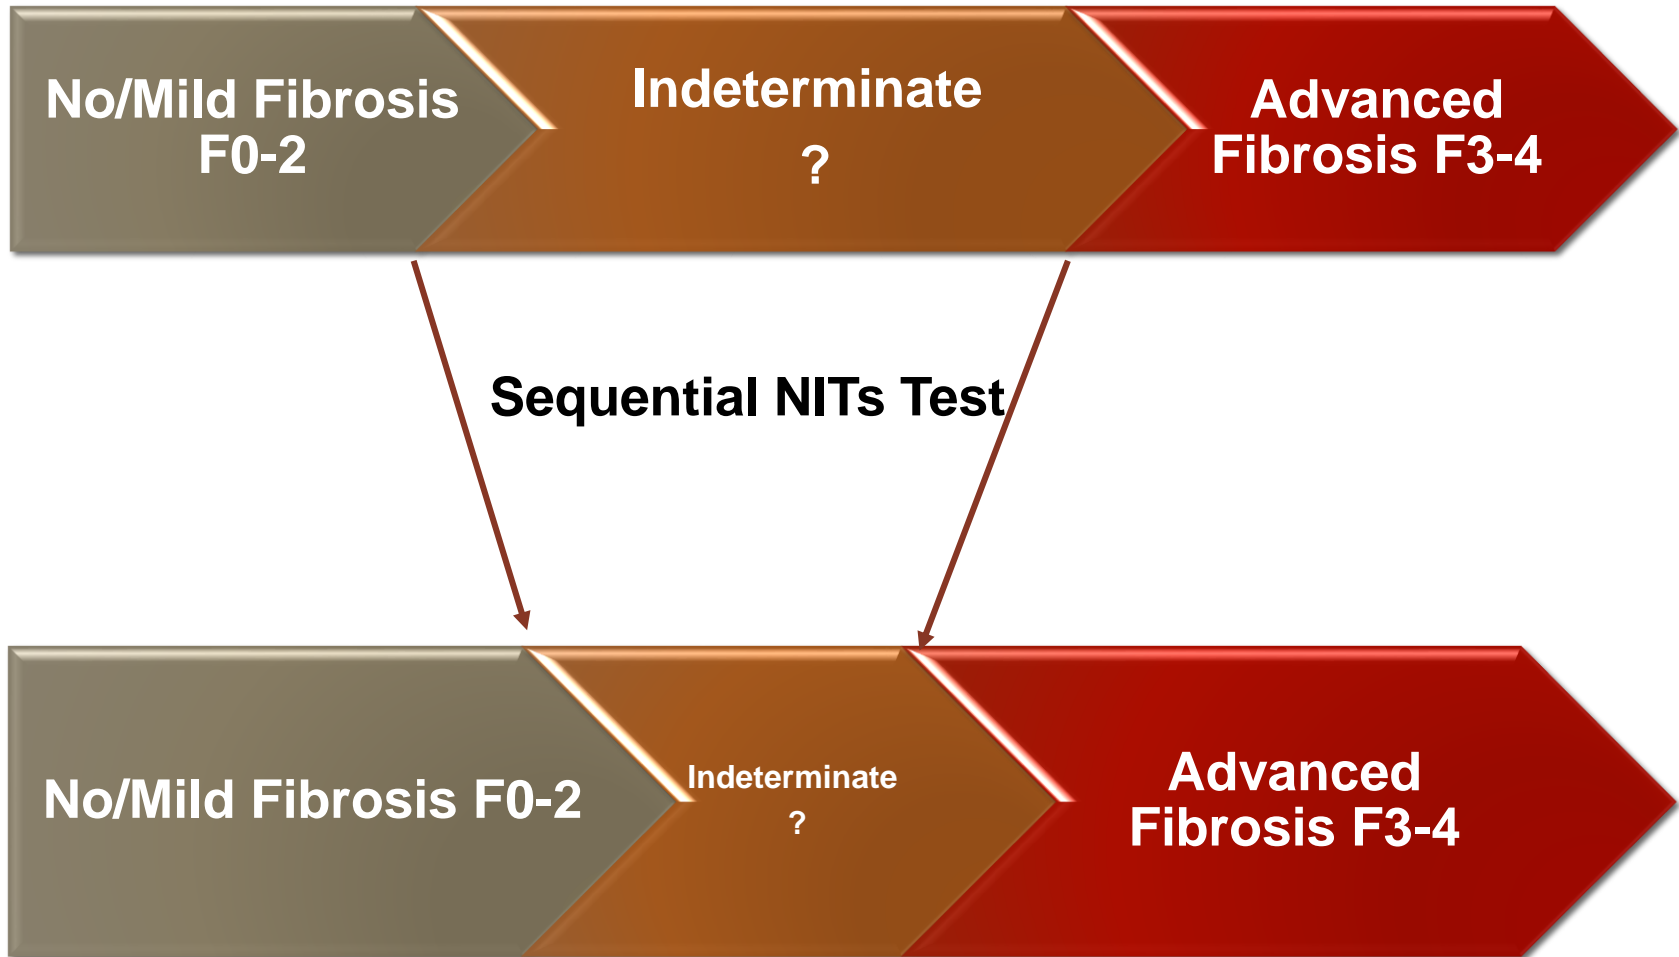 No/Mild Fibrosis
F0-2
Indeterminate
?
Advanced
Fibrosis F3-4
Sequential NITs Test
No/Mild Fibrosis F0-2
Indeterminate
?
Advanced
Fibrosis F3-4